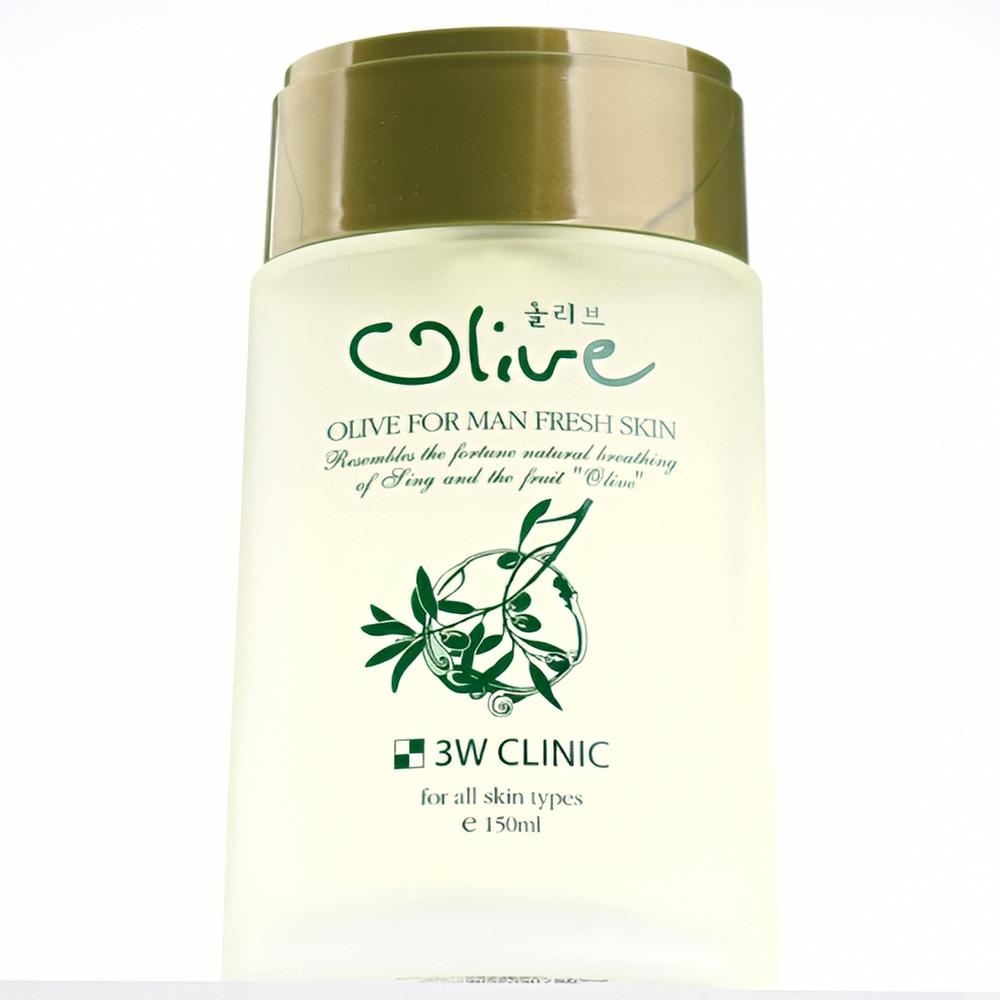 올리브
Olive
OLIVE FOR MAN FRESH SKIN
Resembles the fortune natural breathing
of Sing and the fruit "Olive"
3W CLINIC
for all skin types
e 150ml